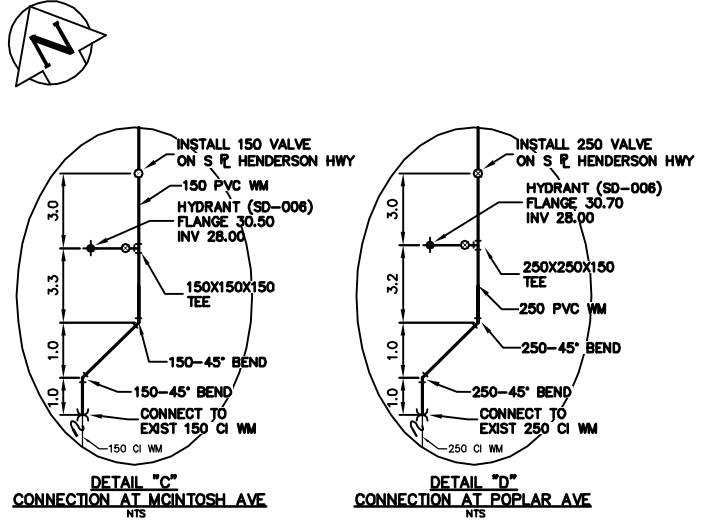 N
INSTALL 150 VALVE
ON S PL HENDERSON HWY
150 PVC WM
HYDRANT (SD-006)
FLANGE 30.50
INV 28.00
150X150X150
TEE
150-45° BEND
150-45° BEND
CONNECT TO
EXIST 150 CI WM
150 CI WM
3.0
3.3
1.0
1.0
DETAIL "C"
CONNECTION AT MCINTOSH AVE
NTS
INSTALL 250 VALVE
ON S PL HENDERSON HWY
HYDRANT (SD-006)
FLANGE 30.70
INV 28.00
250X250X150
TEE
250 PVC WM
250-45° BEND
250-45° BEND
CONNECT TO
EXIST 250 CI WM
250 CI WM
3.0
3.2
1.0
1.0
DETAIL "D"
CONNECTION AT POPLAR AVE
NTS